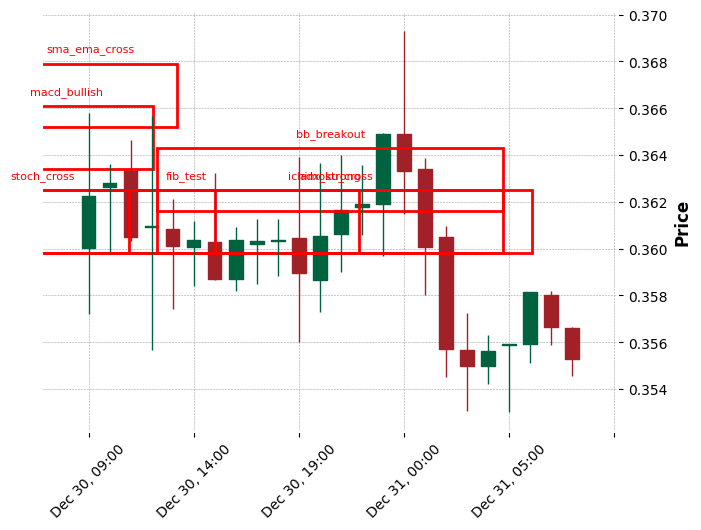 sma_ema_cross
macd_bullish
bb_breakout
stoch_cross
fib_test
0.370
0.368
0.366
0.364
0.362
0.360
0.358
0.356
0.354
Price
Dec 30, 09:00
Dec 30, 14:00
Dec 30, 19:00
Dec 31, 00:00
Dec 31, 05:00